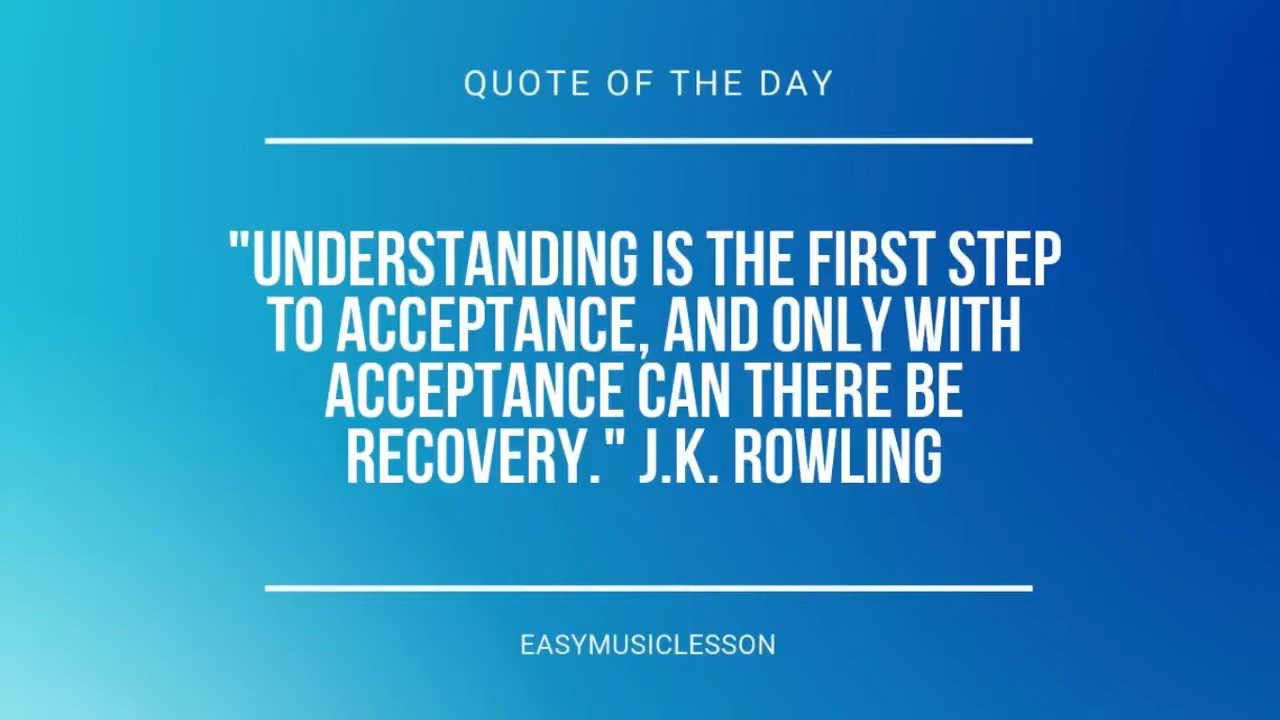 QUOTE OF THE DAY
"UNDERSTANDING IS THE FIRST STEP
TO ACCEPTANCE, AND ONLY WITH
ACCEPTANCE CAN THERE BE
RECOVERY." J.K. ROWLING
EASYMUSICLESSON